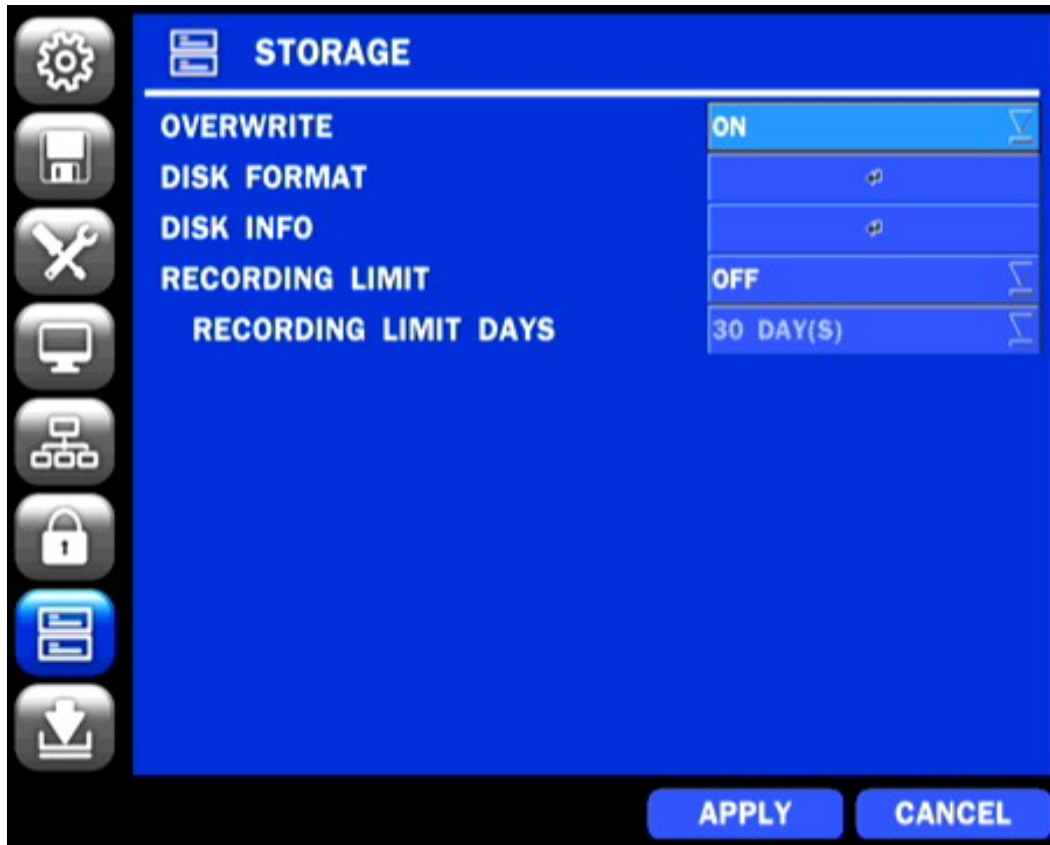 STORAGE
OVERWRITE ON
DISK FORMAT
DISK INFO
RECORDING LIMIT OFF
RECORDING LIMIT DAYS 30 DAY(S)
APPLY CANCEL